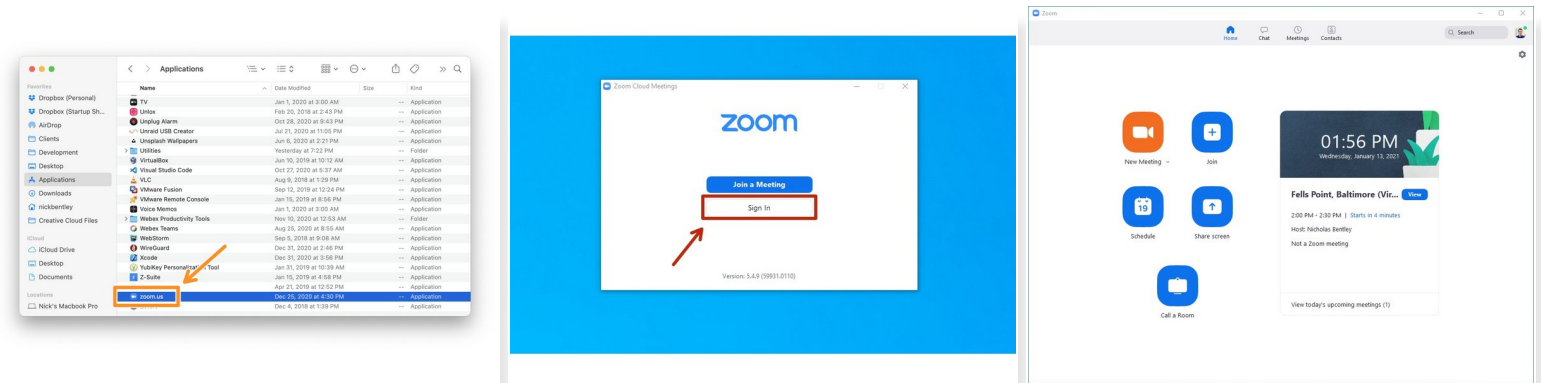 Applications
Favorites
Dropbox (Personal)
Dropbox (Startup Sh...
AirDrop
Clients
Development
Desktop
Applications
Downloads
nickbentley
Creative Cloud Files
iCloud
iCloud Drive
Desktop
Documents
Locations
Nick's Macbook Pro
Name Date Modified Size Kind
TV Jan 1, 2020 at 3:00 AM -- Application
Unlox Feb 20, 2018 at 2:43 PM -- Application
Unplug Alarm Oct 28, 2020 at 9:43 PM -- Application
Unraid USB Creator Jul 21, 2020 at 11:05 PM -- Application
Unsplash Wallpapers Jun 6, 2020 at 2:21 PM -- Application
Utilities Yesterday at 7:22 PM -- Folder
VirtualBox Jun 10, 2019 at 10:12 AM -- Application
Visual Studio Code Oct 27, 2020 at 5:37 AM -- Application
VLC Aug 9, 2018 at 1:29 PM -- Application
VMware Fusion Sep 12, 2019 at 12:24 PM -- Application
VMware Remote Console Jan 15, 2019 at 8:56 PM -- Application
Voice Memos Jan 1, 2020 at 3:00 AM -- Application
Webex Productivity Tools Nov 10, 2020 at 12:53 AM -- Folder
Webex Teams Aug 25, 2020 at 8:55 AM -- Application
WebStorm Sep 5, 2018 at 9:08 AM -- Application
WireGuard Dec 31, 2020 at 2:46 PM -- Application
Xcode Dec 31, 2020 at 3:56 PM -- Application
YubiKey Tool Jan 31, 2019 at 10:39 AM -- Application
Z-Suite Jan 15, 2019 at 4:58 PM -- Application
Apr 21, 2019 at 12:52 PM -- Application
zoom.us Dec 25, 2020 at 4:30 PM -- Application
Dec 4, 2018 at 1:39 PM -- Application
Zoom Cloud Meetings
zoom
Join a Meeting
Sign In
Version: 5.4.9 (59931.0110)
Zoom
Home Chat Meetings Contacts
Search
New Meeting Join
19
Schedule Share screen
Call a Room
01:56 PM
Wednesday, January 13, 2021
Fells Point, Baltimore (Vir... View
2:00 PM - 2:30 PM | Starts in 4 minutes
Host: Nicholas Bentley
Not a Zoom meeting
View today's upcoming meetings (1)